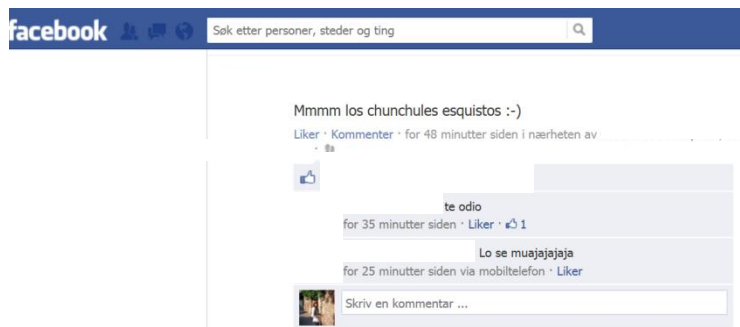 facebook
Søk etter personer, steder og ting
Mmmm los chunchules esquistos :-)
Liker · Kommenter · for 48 minutter siden i nærheten av
te odio
for 35 minutter siden · Liker · 1
Lo se muajajajaja
for 25 minutter siden via mobiltelefon · Liker
Skriv en kommentar ...